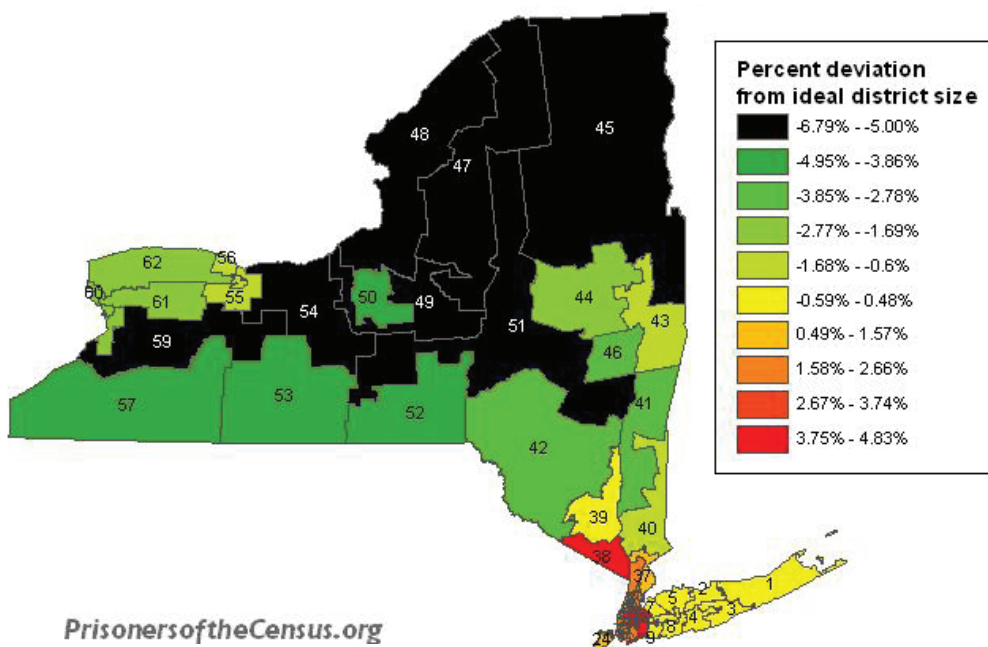 Percent deviation
from ideal district size
-6.79% - -5.00%
-4.95% - -3.86%
-3.85% - -2.78%
-2.77% - -1.69%
-1.68% - -0.6%
-0.59% - 0.48%
0.49% - 1.57%
1.58% - 2.66%
2.67% - 3.74%
3.75% - 4.83%
48
45
47
62
56
60
61
55
54
50
49
44
51
43
59
46
57
53
52
41
42
39
40
38
37
1
2
5
7
3
4
8
9
24
PrisonersoftheCensus.org